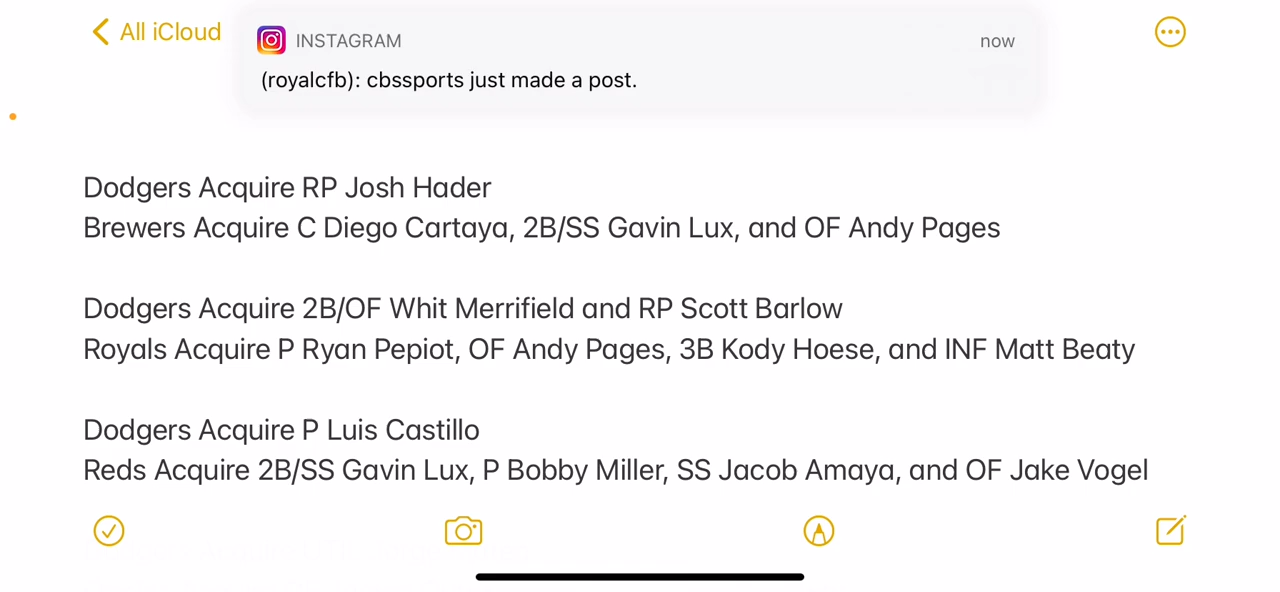 All iCloud
INSTAGRAM
now
(royalcfb): cbssports just made a post.
Dodgers Acquire RP Josh Hader
Brewers Acquire C Diego Cartaya, 2B/SS Gavin Lux, and OF Andy Pages
Dodgers Acquire 2B/OF Whit Merrifield and RP Scott Barlow
Royals Acquire P Ryan Pepiot, OF Andy Pages, 3B Kody Hoese, and INF Matt Beaty
Dodgers Acquire P Luis Castillo
Reds Acquire 2B/SS Gavin Lux, P Bobby Miller, SS Jacob Amaya, and OF Jake Vogel